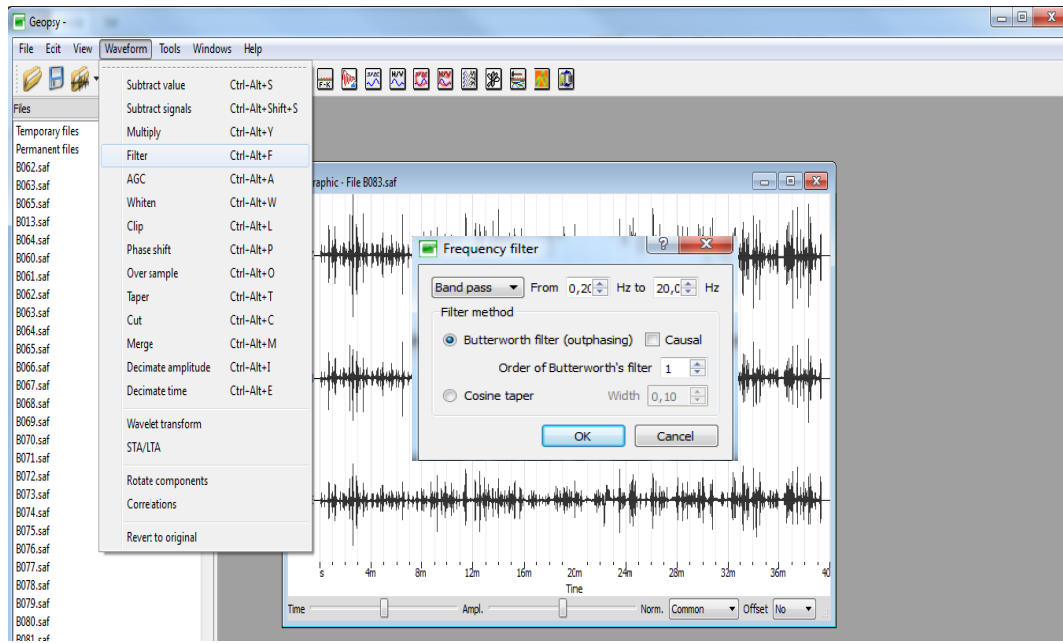 Geopsy -
File Edit View Waveform Tools Windows Help
F-K SPEC H/V
Files
Temporary files
Permanent files
B062.saf
B063.saf
B065.saf
B013.saf
B064.saf
B060.saf
B061.saf
B062.saf
B063.saf
B064.saf
B065.saf
B066.saf
B067.saf
B068.saf
B069.saf
B070.saf
B071.saf
B072.saf
B073.saf
B074.saf
B075.saf
B076.saf
B077.saf
B078.saf
B079.saf
B080.saf
B081.saf
Subtract value Ctrl-Alt+S
Subtract signals Ctrl-Alt+Shift+S
Multiply Ctrl-Alt+Y
Filter Ctrl-Alt+F
AGC Ctrl-Alt+A
Whiten Ctrl-Alt+W
Clip Ctrl-Alt+L
Phase shift Ctrl-Alt+P
Over sample Ctrl-Alt+O
Taper Ctrl-Alt+T
Cut Ctrl-Alt+C
Merge Ctrl-Alt+M
Decimate amplitude Ctrl-Alt+I
Decimate time Ctrl-Alt+E
Wavelet transform
STA/LTA
Rotate components
Correlations
Revert to original
raphic - File B083.saf
Frequency filter
Band pass From 0,20 Hz to 20,0 Hz
Filter method
Butterworth filter (outphasing) Causal
Order of Butterworth's filter 1
Cosine taper Width 0,10
OK Cancel
s 4m 8m 12m 16m 20m 24m 28m 32m 36m 40
Time
Time Ampl. Norm. Common Offset No